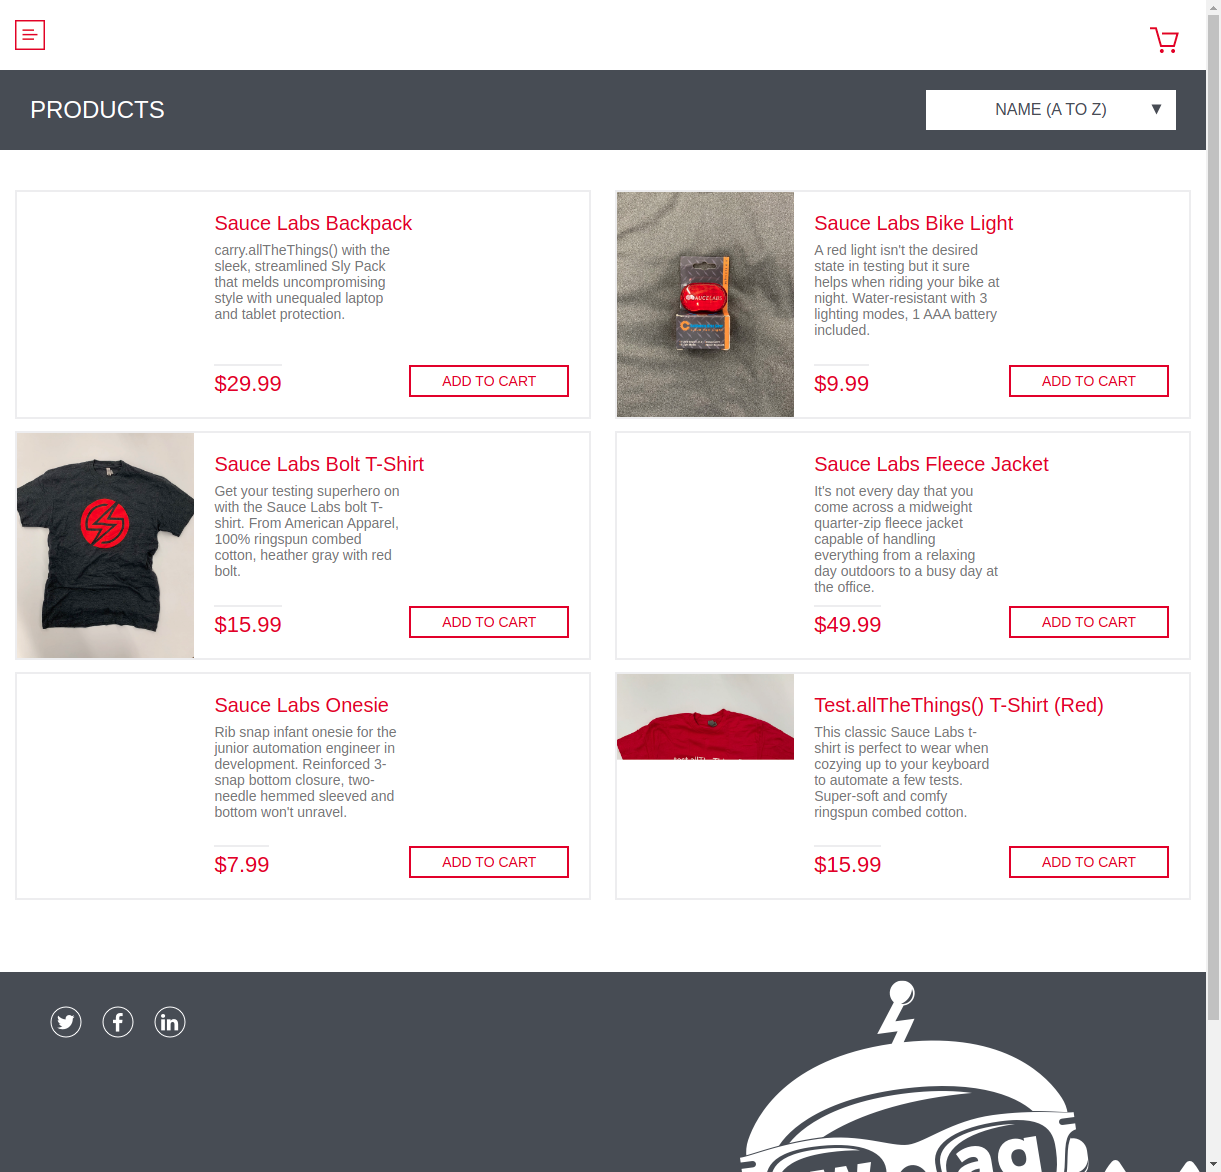 PRODUCTS
NAME (A TO Z)
Sauce Labs Backpack
carry.allTheThings() with the
sleek, streamlined Sly Pack
that melds uncompromising
style with unequaled laptop
and tablet protection.
$29.99
ADD TO CART
SAUCELABS
Sauce Labs Bike Light
A red light isn't the desired
state in testing but it sure
helps when riding your bike at
night. Water-resistant with 3
lighting modes, 1 AAA battery
included.
$9.99
ADD TO CART
Sauce Labs Bolt T-Shirt
Get your testing superhero on
with the Sauce Labs bolt T-
shirt. From American Apparel,
100% ringspun combed
cotton, heather gray with red
bolt.
$15.99
ADD TO CART
Sauce Labs Fleece Jacket
It's not every day that you
come across a midweight
quarter-zip fleece jacket
capable of handling
everything from a relaxing
day outdoors to a busy day at
the office.
$49.99
ADD TO CART
Sauce Labs Onesie
Rib snap infant onesie for the
junior automation engineer in
development. Reinforced 3-
snap bottom closure, two-
needle hemmed sleeved and
bottom won't unravel.
$7.99
ADD TO CART
Test.allTheThings() T-Shirt (Red)
This classic Sauce Labs t-
shirt is perfect to wear when
cozying up to your keyboard
to automate a few tests.
Super-soft and comfy
ringspun combed cotton.
$15.99
ADD TO CART